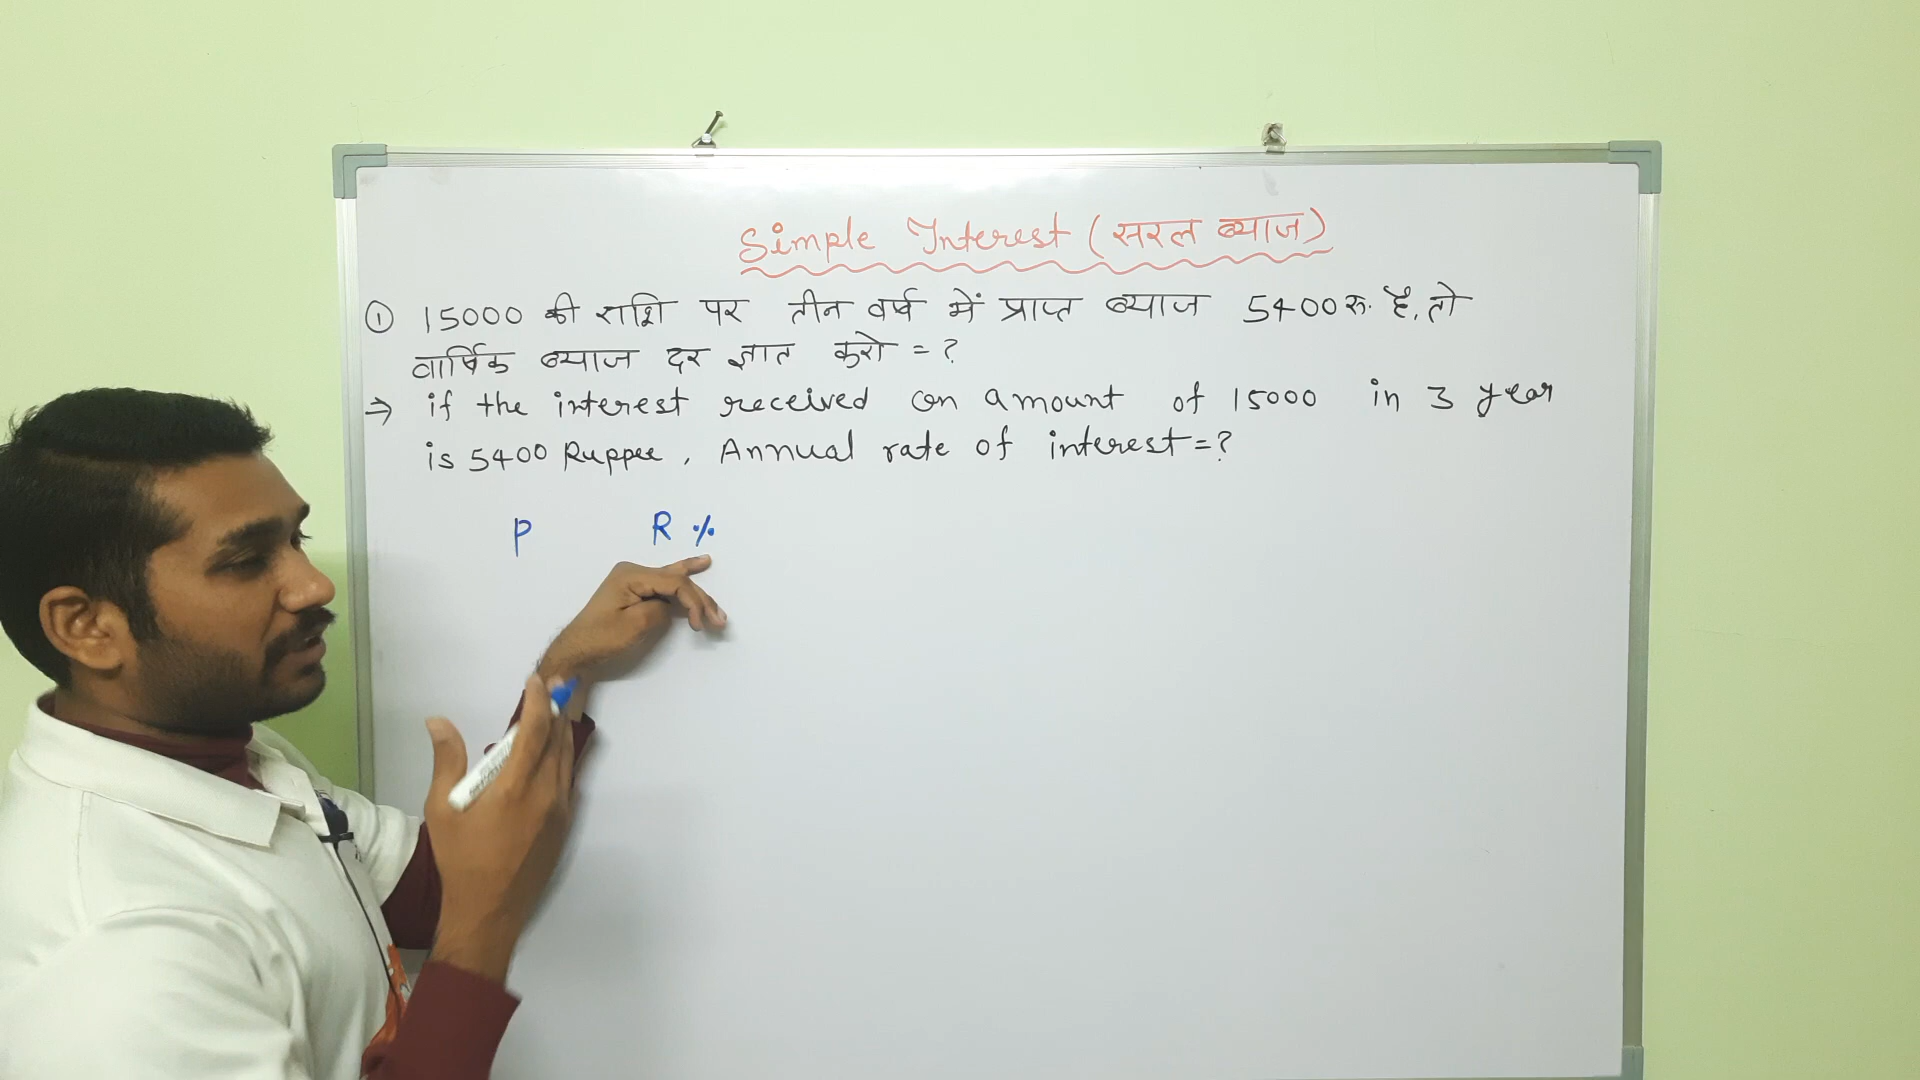 Simple Interest (सरल ब्याज)
① 15000 की राशि पर तीन वर्ष में प्राप्त ब्याज 5400 रु. है, तो
वार्षिक ब्याज दर ज्ञात करो = ?
⇒ if the interest received on amount of 15000 in 3 year
is 5400 Ruppee, Annual rate of interest = ?
P R %